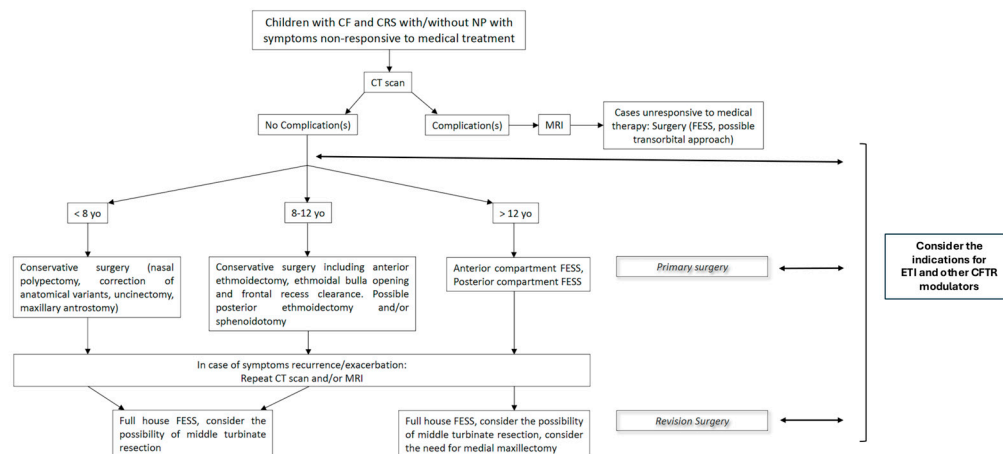 Children with CF and CRS with/without NP with
symptoms non-responsive to medical treatment
CT scan
No Complication(s)
Complication(s)
MRI
Cases unresponsive to medical
therapy: Surgery (FESS, possible
transorbital approach)
< 8 yo
8-12 yo
> 12 yo
Conservative surgery (nasal
polypectomy, correction of
anatomical variants, uncinectomy,
maxillary antrostomy)
Conservative surgery including anterior
ethmoidectomy, ethmoidal bulla opening
and frontal recess clearance. Possible
posterior ethmoidectomy and/or
sphenoidotomy
Anterior compartment FESS,
Posterior compartment FESS
Primary surgery
Consider the
indications for
ETI and other CFTR
modulators
In case of symptoms recurrence/exacerbation:
Repeat CT scan and/or MRI
Full house FESS, consider the
possibility of middle turbinate
resection
Full house FESS, consider the possibility
of middle turbinate resection, consider
the need for medial maxillectomy
Revision Surgery